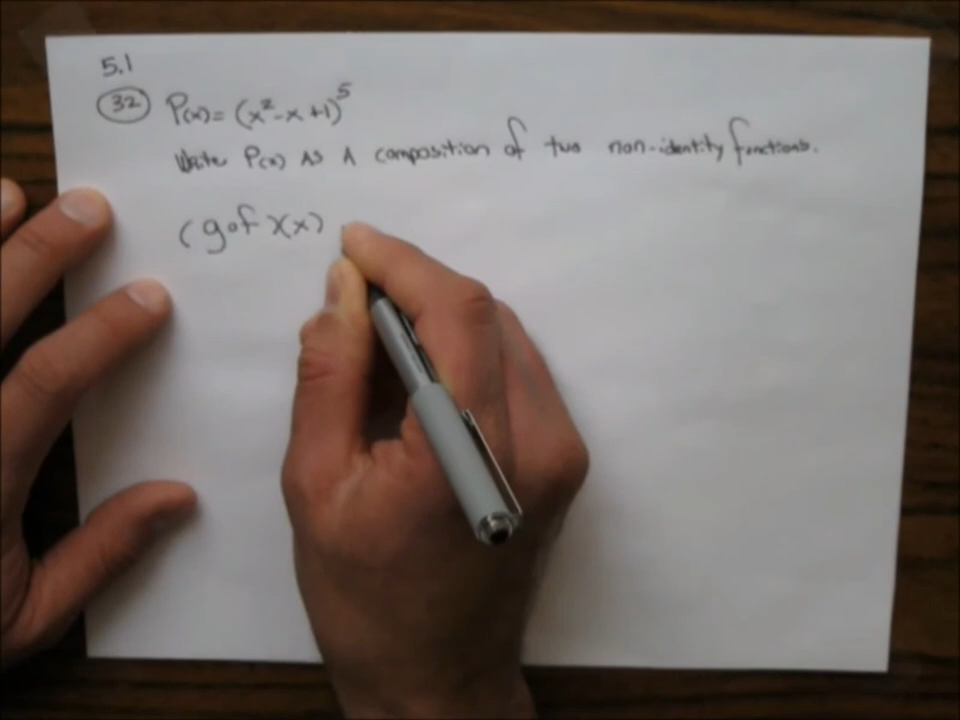 5.1
32 P(x) = (x² - x + 1)⁵
Write P(x) AS A composition of two non-identity functions.
(g∘f)(x)